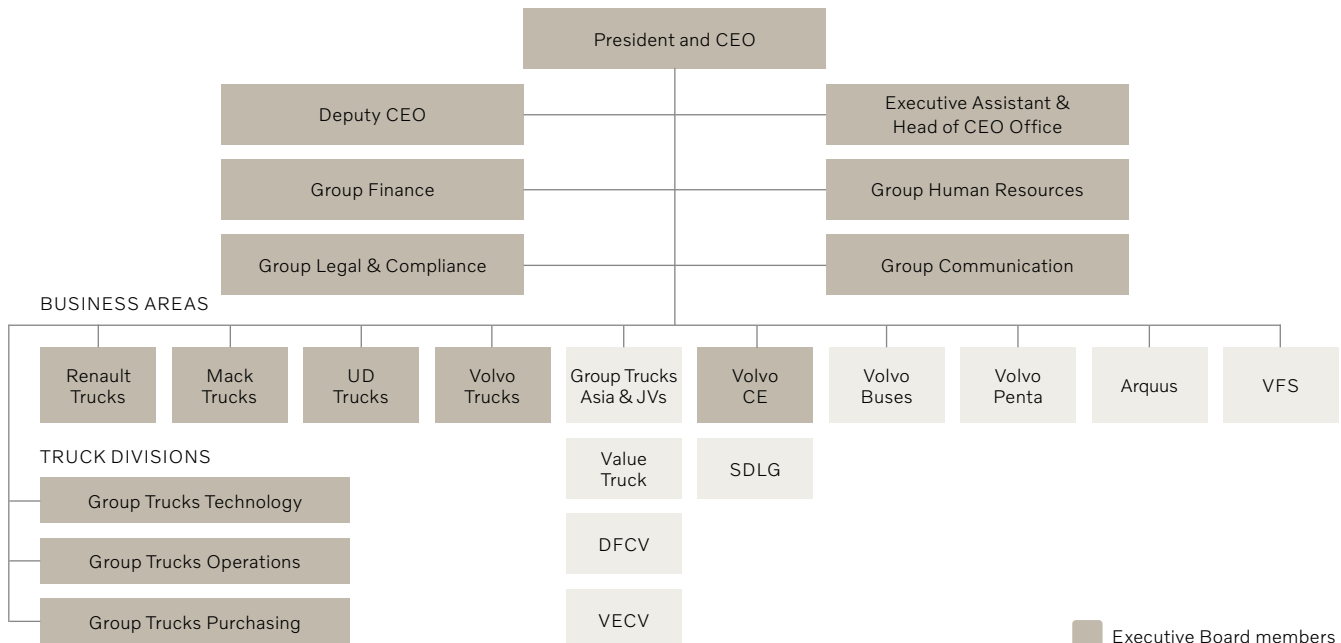 President and CEO
Deputy CEO
Executive Assistant &
Head of CEO Office
Group Finance
Group Human Resources
Group Legal & Compliance
Group Communication
BUSINESS AREAS
Renault
Trucks
Mack
Trucks
UD
Trucks
Volvo
Trucks
Group Trucks
Asia & JVs
Volvo
CE
Volvo
Buses
Volvo
Penta
Arquus
VFS
Value
Truck
SDLG
DFCV
VECV
TRUCK DIVISIONS
Group Trucks Technology
Group Trucks Operations
Group Trucks Purchasing
Executive Board members